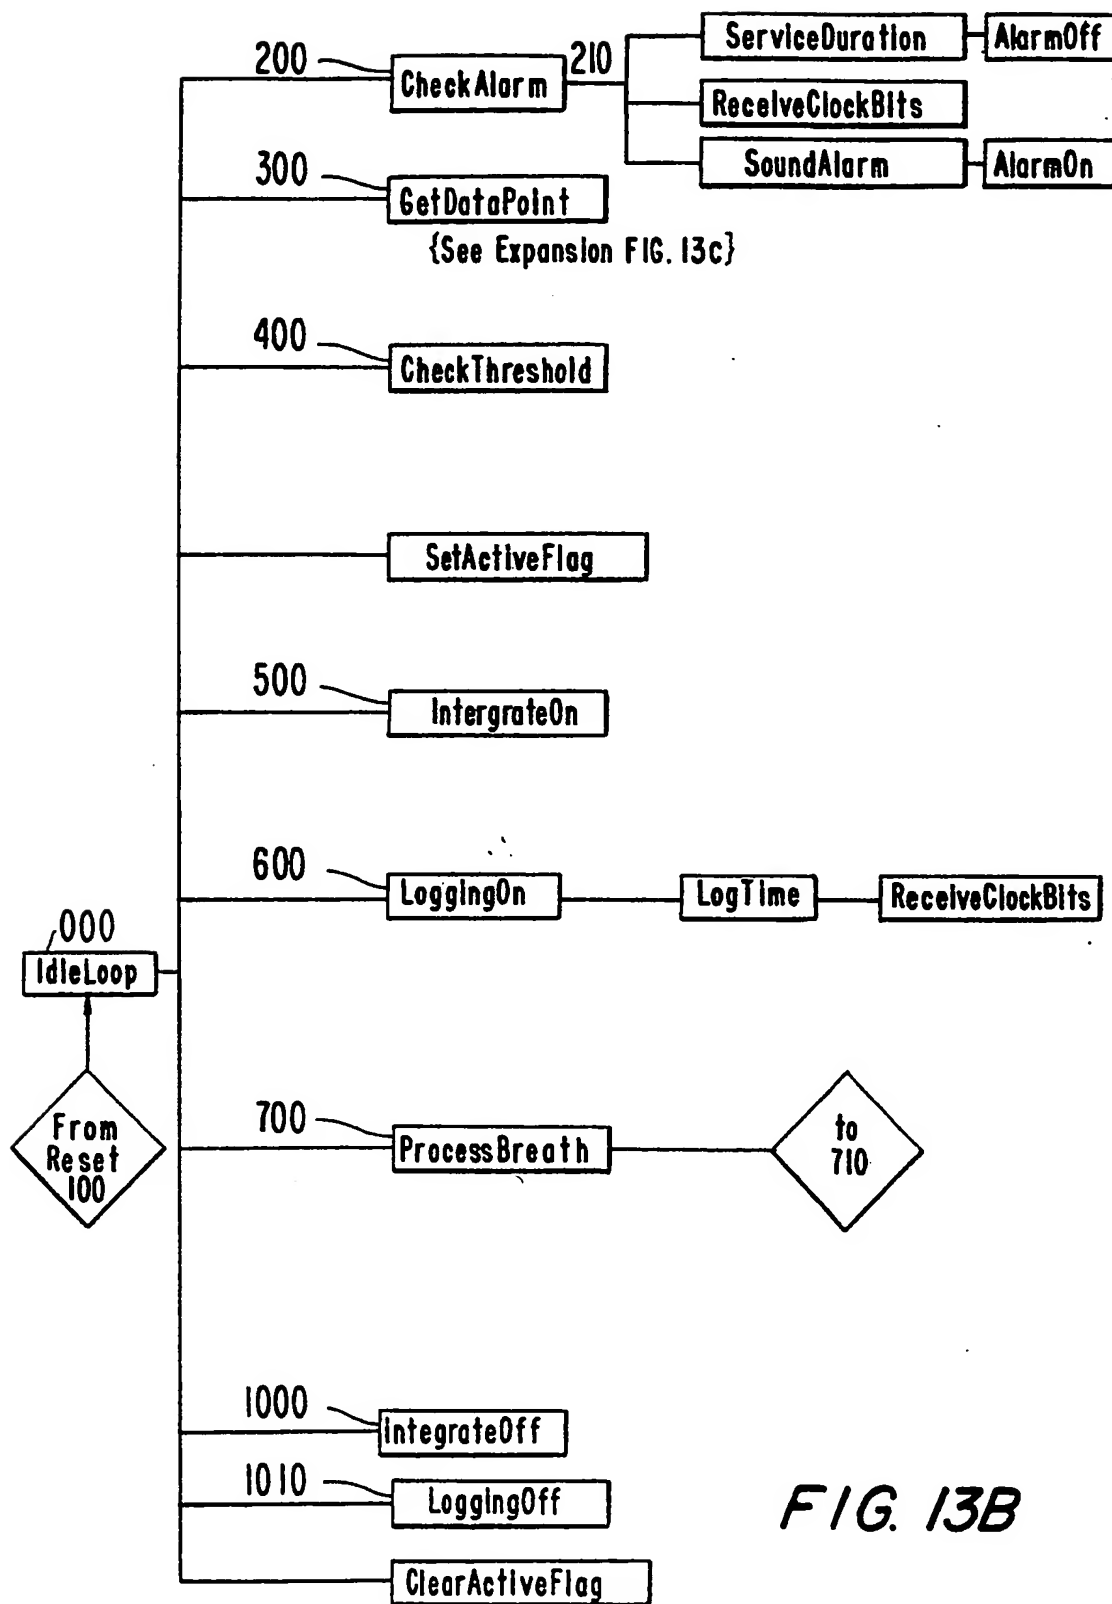 ServiceDuration AlarmOff
200 CheckAlarm 210
ReceiveClockBits
SoundAlarm AlarmOn
300 GetDataPoint
{See Expansion FIG. 13c}
400 CheckThreshold
SetActiveFlag
500 IntergrateOn
600 LoggingOn LogTime ReceiveClockBits
000
IdleLoop
From
Reset
100
700 ProcessBreath
to
710
1000 IntegrateOff
1010 LoggingOff
ClearActiveFlag
FIG. 13B